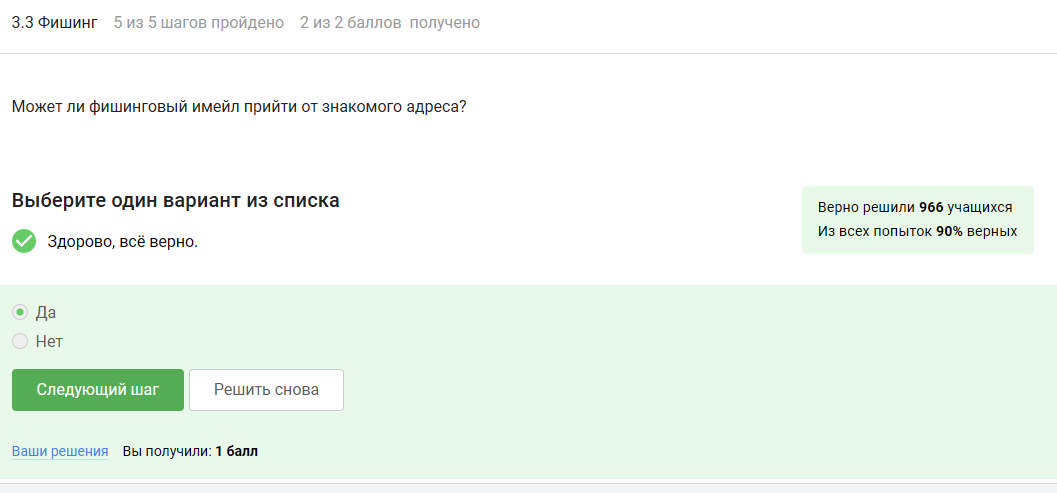 3.3 Фишинг 5 из 5 шагов пройдено 2 из 2 баллов получено
Может ли фишинговый имейл прийти от знакомого адреса?
Выберите один вариант из списка
Здорово, всё верно.
Верно решили 966 учащихся
Из всех попыток 90% верных
Да
Нет
Следующий шаг Решить снова
Ваши решения Вы получили: 1 балл